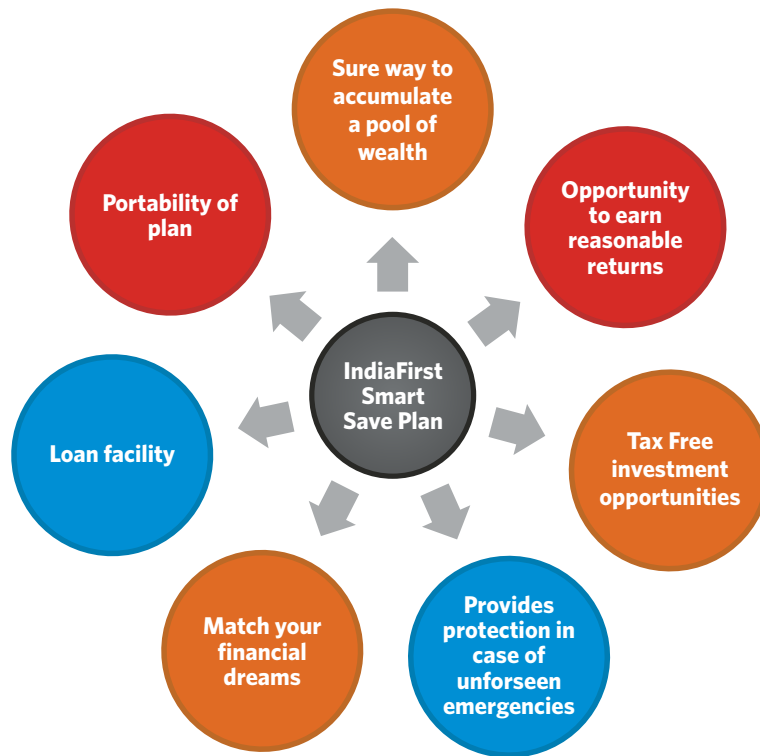 Sure way to
accumulate
a pool of
wealth
Opportunity
to earn
reasonable
returns
Tax Free
investment
opportunities
Provides
protection in
case of
unforseen
emergencies
Match your
financial
dreams
Loan facility
Portability of
plan
IndiaFirst
Smart
Save Plan